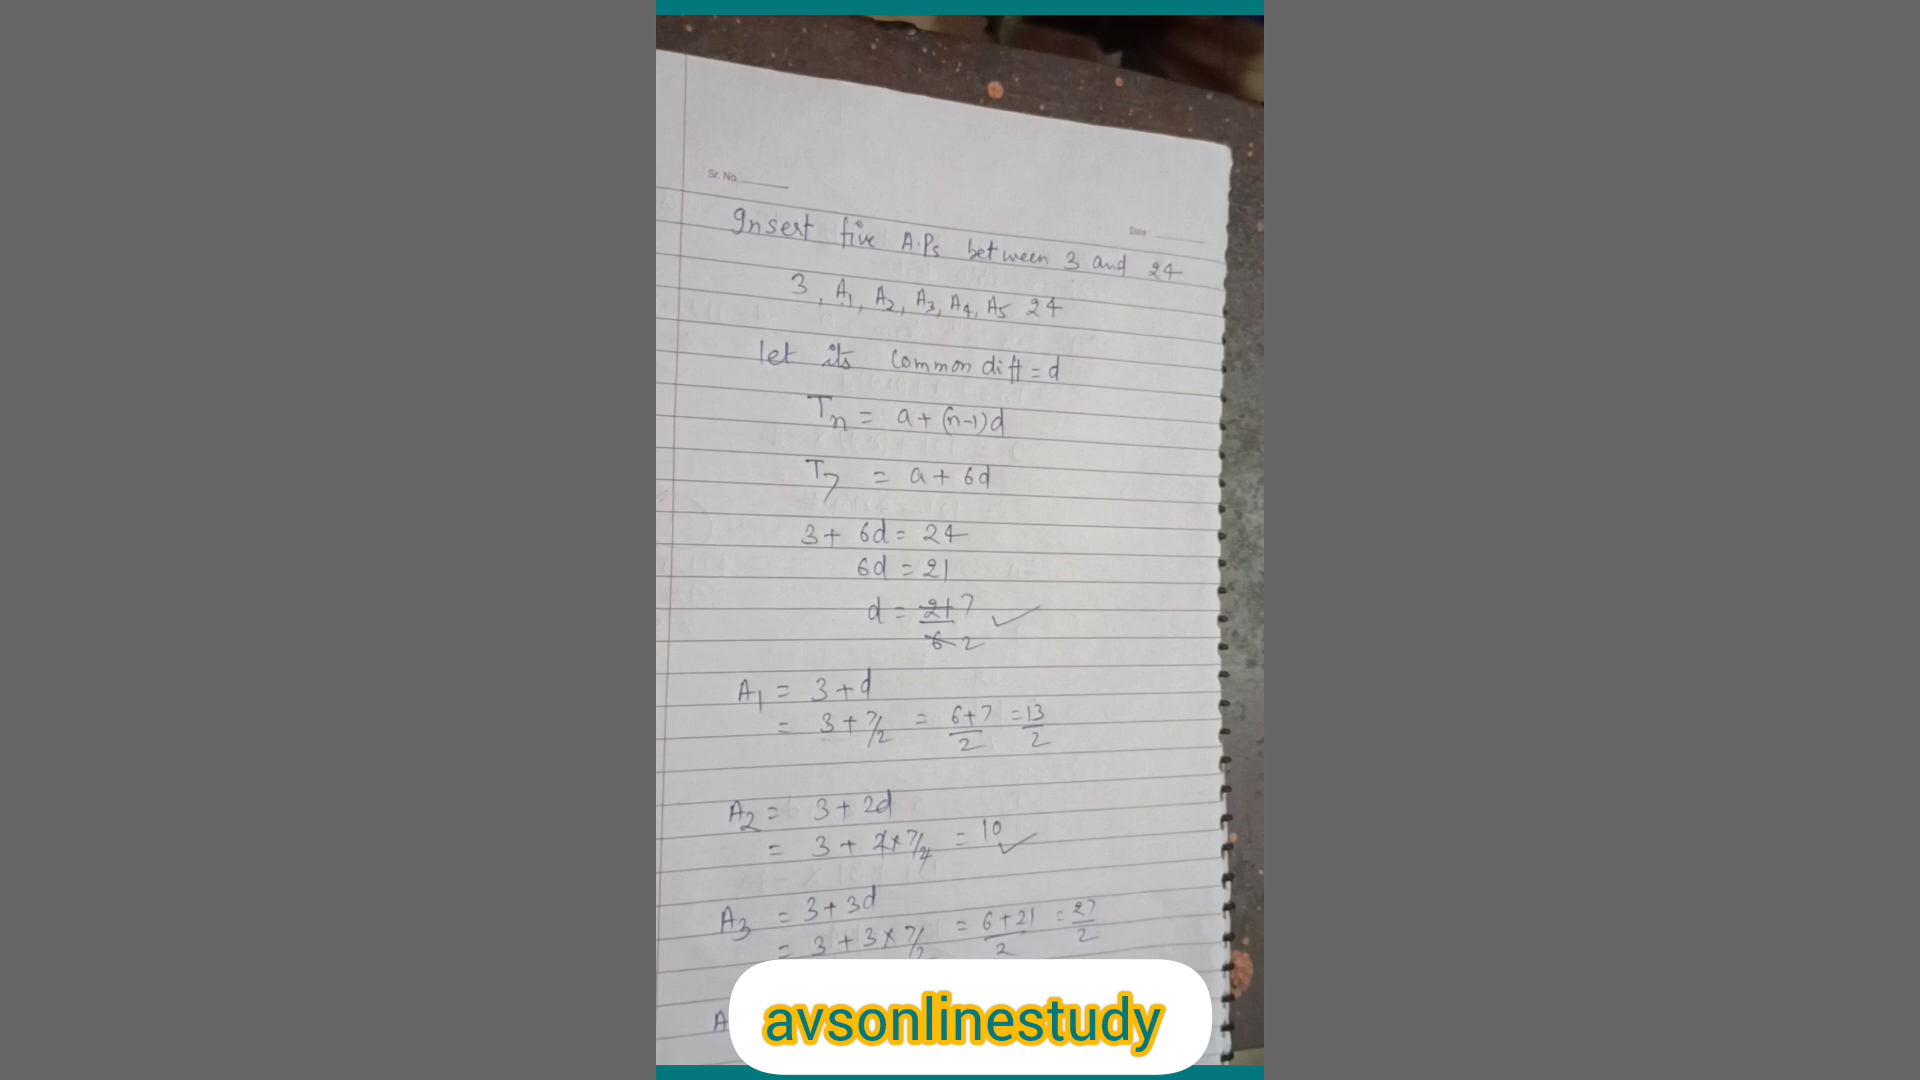 Sr. No.
Date
Insert five A.Ps between 3 and 24
3, A1, A2, A3, A4, A5 24
let its Common diff = d
Tn = a + (n-1)d
T7 = a + 6d
3 + 6d = 24
6d = 21
d = 21/6 7/2 ✓
A1 = 3 + d
= 3 + 7/2 = (6+7)/2 = 13/2
A2 = 3 + 2d
= 3 + 2 × 7/2 = 10 ✓
A3 = 3 + 3d
= 3 + 3 × 7/2 = (6+21)/2 = 27/2
A
avsonlinestudy